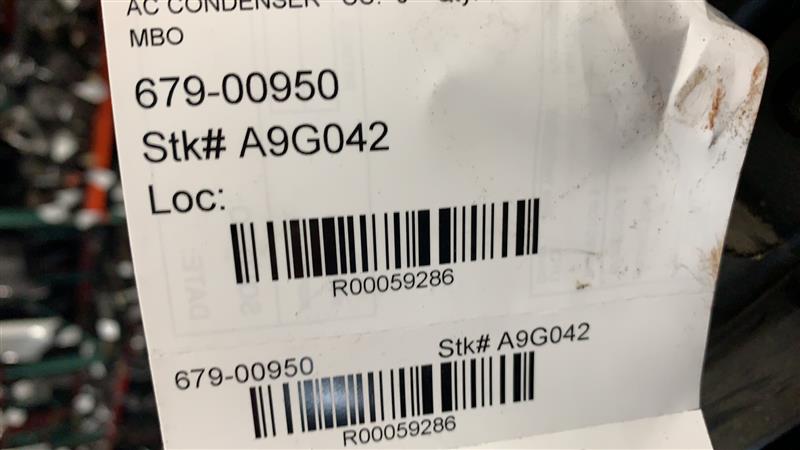 AC CONDENSER
MBO
679-00950
Stk# A9G042
Loc:
R00059286
679-00950 Stk# A9G042
R00059286